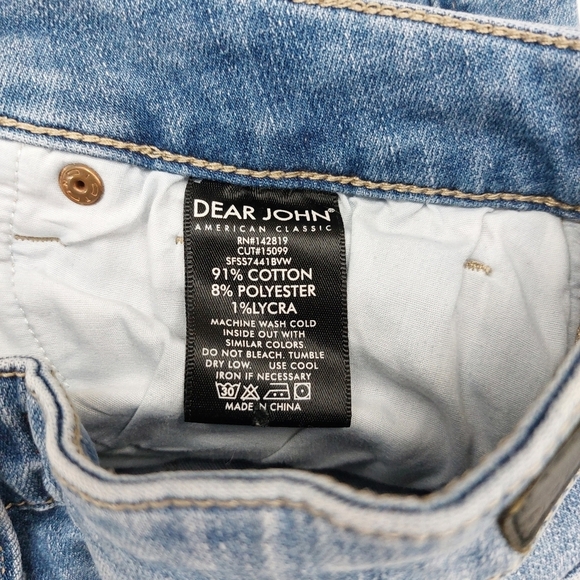 DEAR JOHN®
AMERICAN CLASSIC
RN#142819
CUT#15099
SFSS7441BVW
91% COTTON
8% POLYESTER
1%LYCRA
MACHINE WASH COLD
INSIDE OUT WITH
SIMILAR COLORS.
DO NOT BLEACH. TUMBLE
DRY LOW. USE COOL
IRON IF NECESSARY
30
MADE IN CHINA